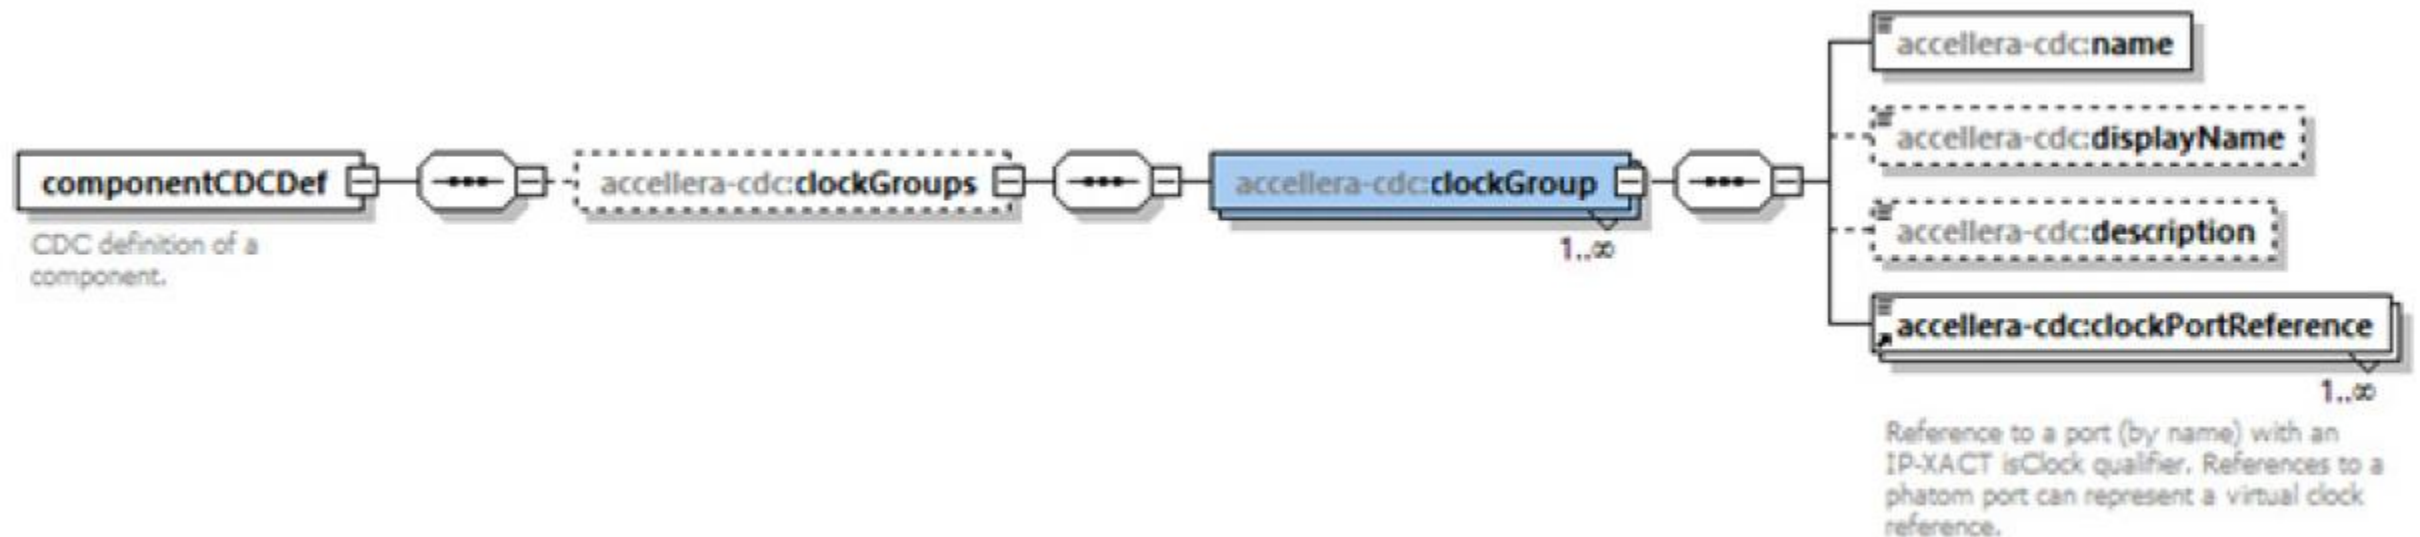 accellera-cdc:name
accellera-cdc:displayName
componentCDCDef
accellera-cdc:clockGroups
accellera-cdc:clockGroup
accellera-cdc:description
CDC definition of a
component.
1..∞
accellera-cdc:clockPortReference
1..∞
Reference to a port (by name) with an
IP-XACT isClock qualifier. References to a
phatom port can represent a virtual clock
reference.